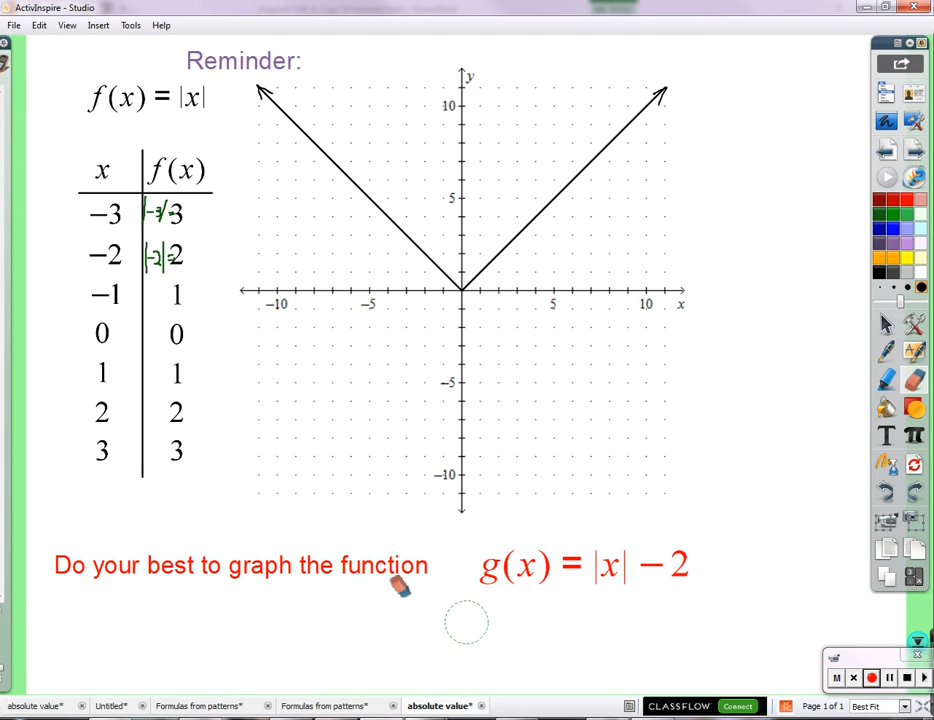 ActivInspire - Studio
File Edit View Insert Tools
Reminder:
f(x) = |x|
x f(x)
−3 |−3|=3
−2 |−2|=2
−1 1
0 0
1 1
2 2
3 3
y
10
5
−10 −5 5 10 x
−5
−10
Do your best to graph the function g(x) = |x| − 2
M
absolute value* Untitled* Formulas from patterns* Formulas from patterns* absolute value* CLASSFLOW Connect Page 1 of 1 Best Fit